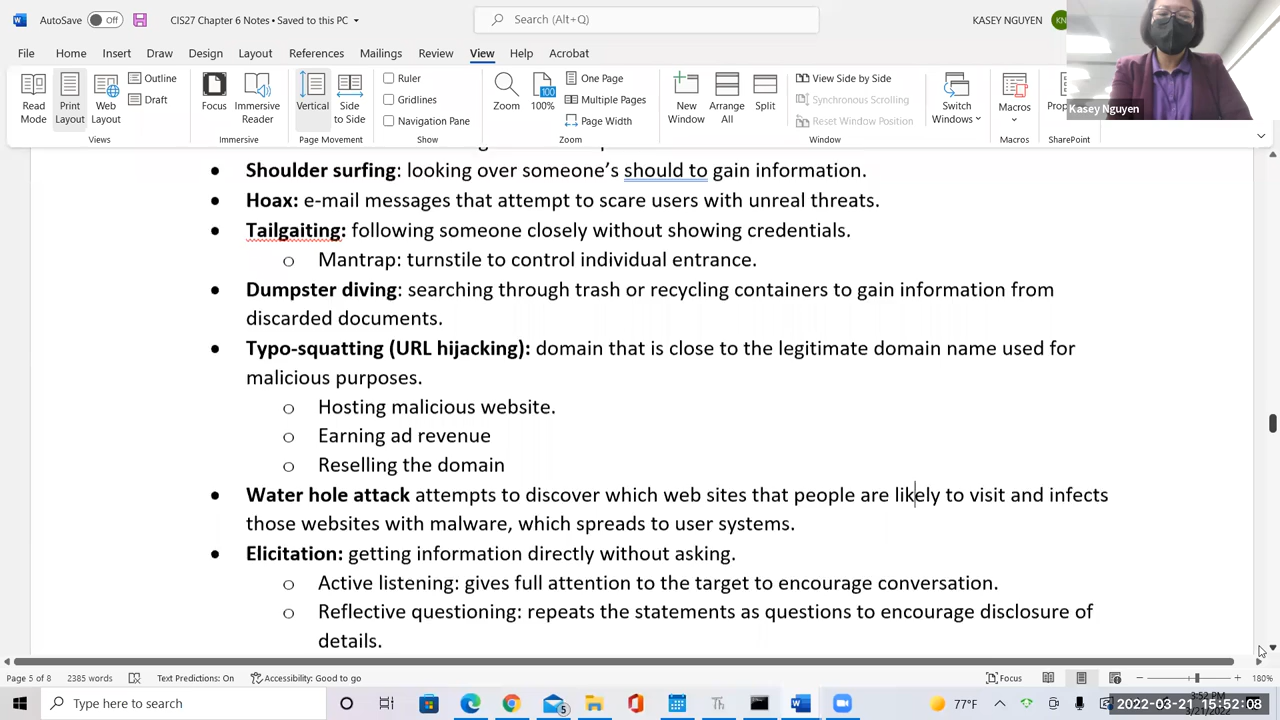 AutoSave Off CIS27 Chapter 6 Notes • Saved to this PC Search (Alt+Q) KASEY NGUYEN KN
File Home Insert Draw Design Layout References Mailings Review View Help Acrobat
Read Mode
Print Layout
Web Layout
Outline
Draft
Views
Focus
Immersive Reader
Immersive
Vertical
Side to Side
Page Movement
Ruler
Gridlines
Navigation Pane
Show
Zoom
100
100%
One Page
Multiple Pages
Page Width
Zoom
New Window
Arrange All
Split
View Side by Side
Synchronous Scrolling
Reset Window Position
Window
Switch Windows
Macros
Macros
SharePoint
Kasey Nguyen
• Shoulder surfing: looking over someone’s should to gain information.
• Hoax: e-mail messages that attempt to scare users with unreal threats.
• Tailgaiting: following someone closely without showing credentials.
o Mantrap: turnstile to control individual entrance.
• Dumpster diving: searching through trash or recycling containers to gain information from
discarded documents.
• Typo-squatting (URL hijacking): domain that is close to the legitimate domain name used for
malicious purposes.
o Hosting malicious website.
o Earning ad revenue
o Reselling the domain
• Water hole attack attempts to discover which web sites that people are likely to visit and infects
those websites with malware, which spreads to user systems.
• Elicitation: getting information directly without asking.
o Active listening: gives full attention to the target to encourage conversation.
o Reflective questioning: repeats the statements as questions to encourage disclosure of
details.
Page 5 of 8 2385 words Text Predictions: On Accessibility: Good to go Focus 180%
Type here to search 5 77°F 3:52 PM
2022-03-21 15:52:08